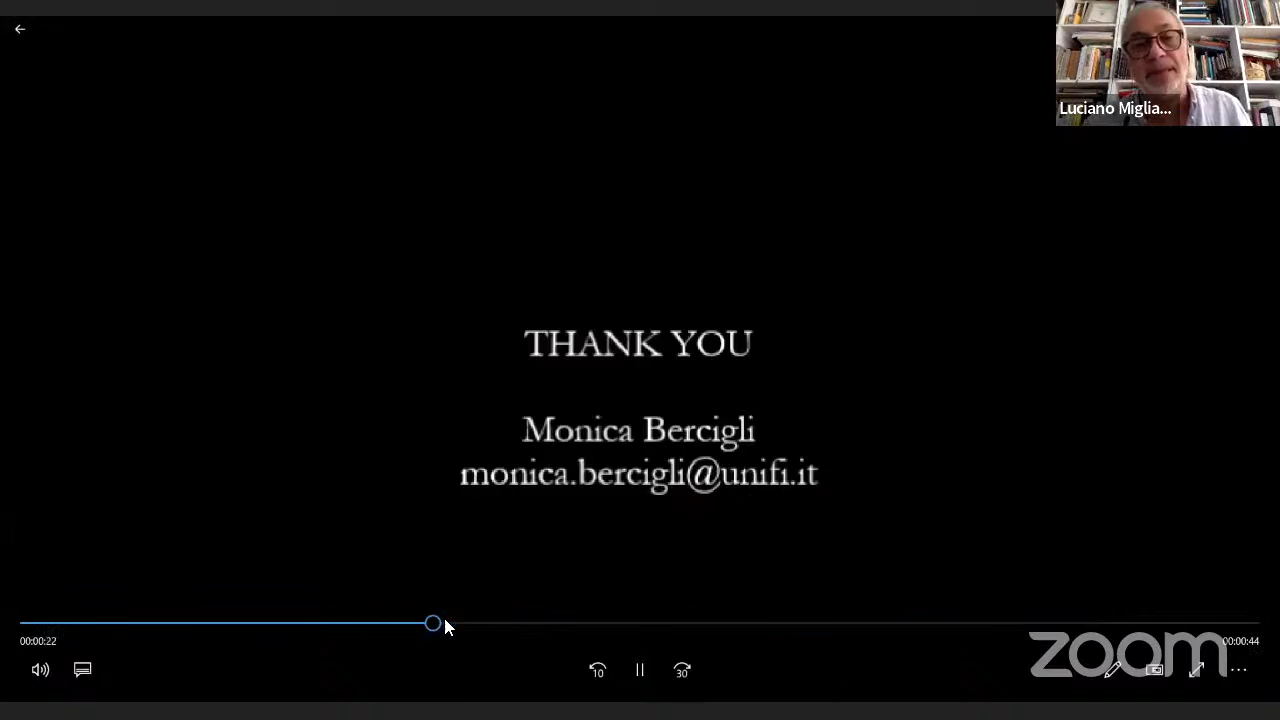 Luciano Miglia...
THANK YOU
Monica Bercigli
monica.bercigli@unifi.it
00:00:22
00:00:44
10
30
zoom